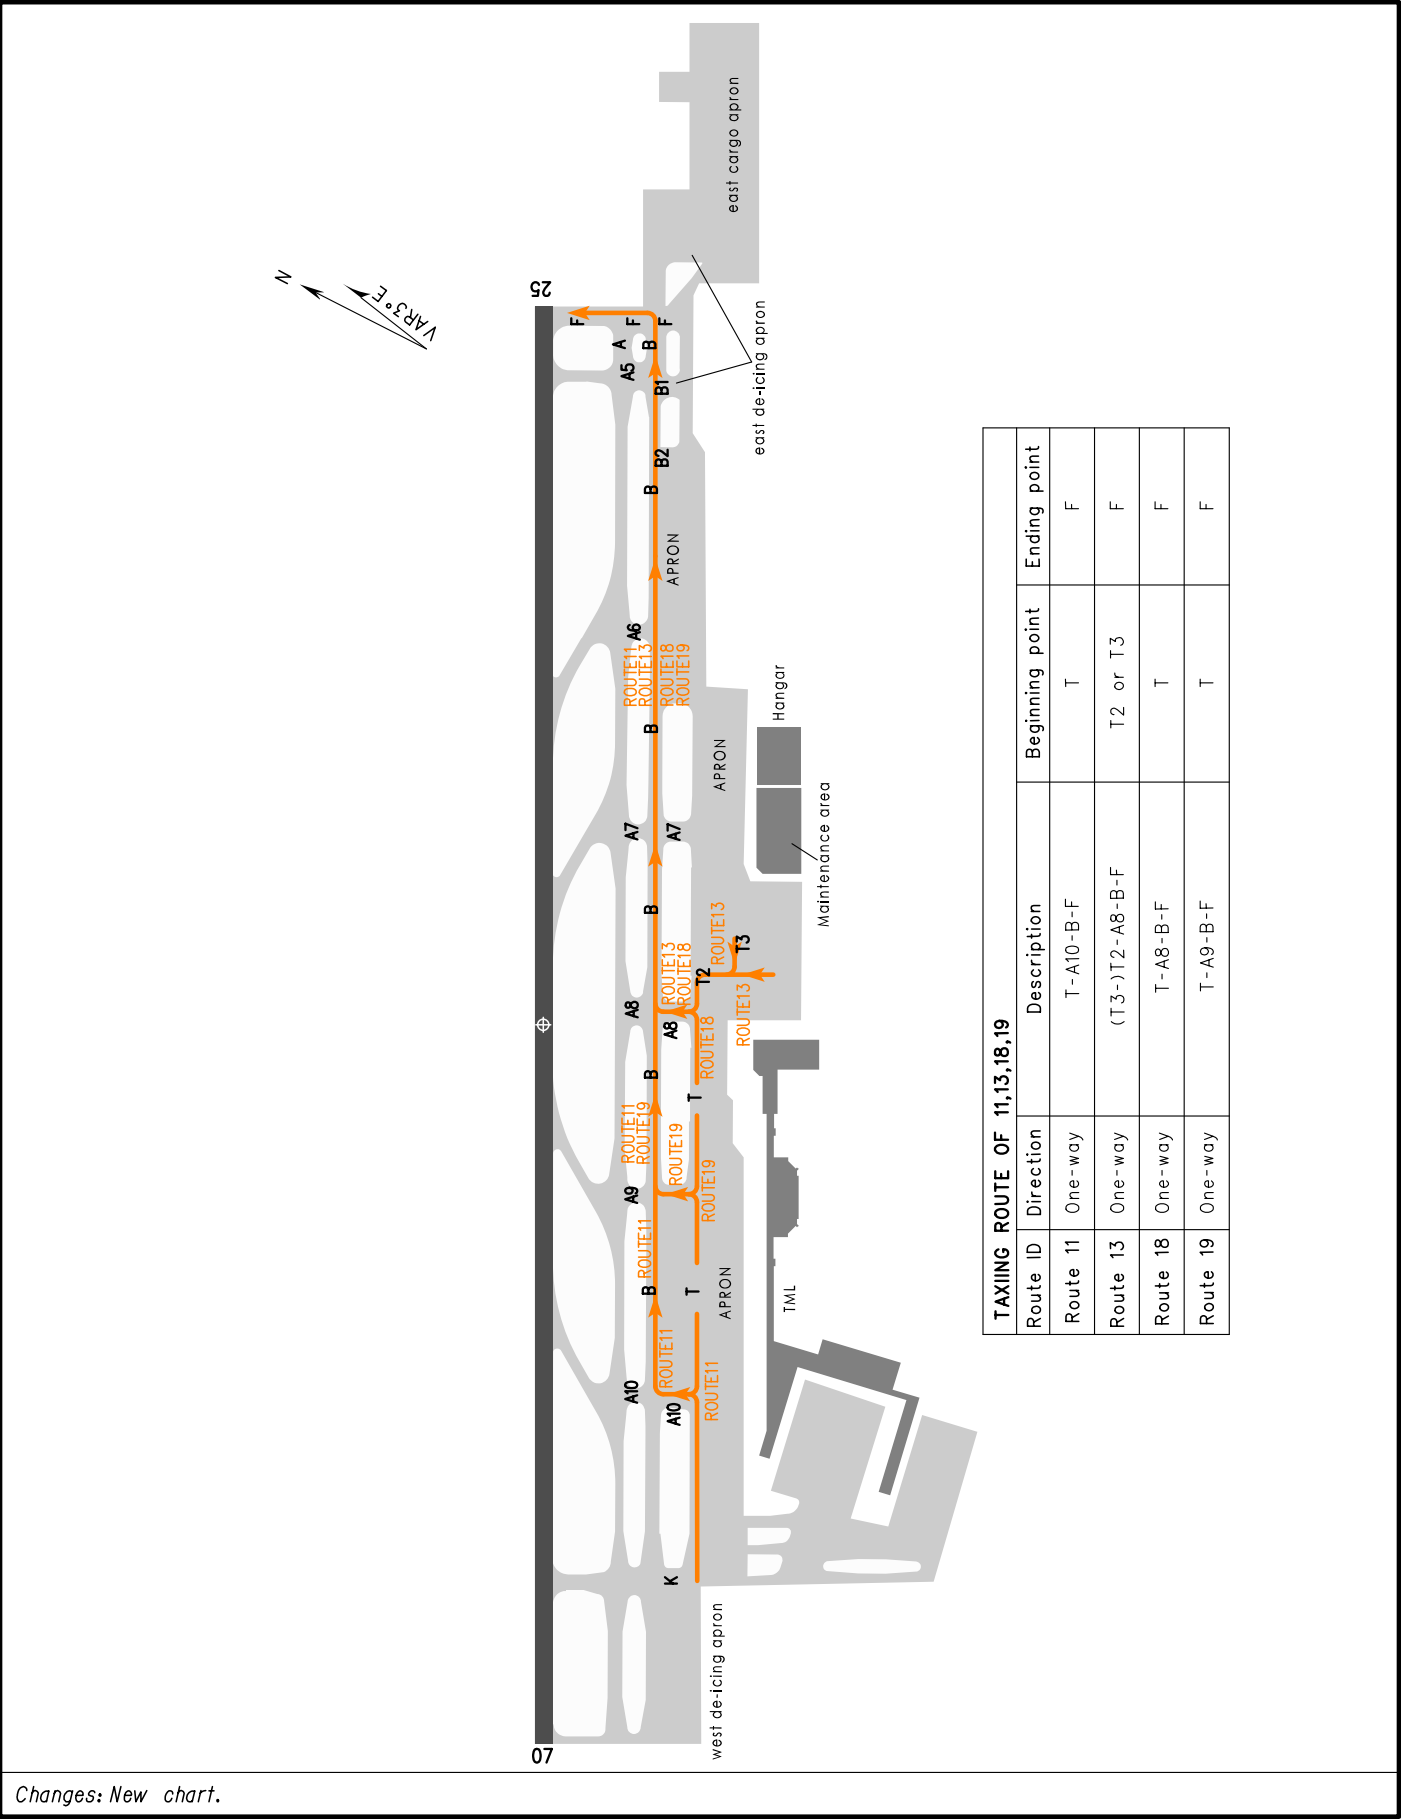 east cargo apron
N
VAR3°E
25
F
F
F
A
B
A5
B1
east de-icing apron
B2
B
APRON
A6
ROUTE11
ROUTE13
ROUTE18
ROUTE19
B
Hangar
APRON
A7
A7
Maintenance area
B
ROUTE13
T3
ROUTE13
ROUTE18
T2
ROUTE13
A8
A8
ROUTE18
B
T
ROUTE11
ROUTE19
ROUTE19
ROUTE19
A9
ROUTE11
B
T
APRON
TML
ROUTE11
ROUTE11
A10
A10
K
west de-icing apron
07
TAXIING ROUTE OF 11,13,18,19
Route ID Direction Description Beginning point Ending point
Route 11 One-way T-A10-B-F T F
Route 13 One-way (T3-)T2-A8-B-F T2 or T3 F
Route 18 One-way T-A8-B-F T F
Route 19 One-way T-A9-B-F T F
Changes: New chart.